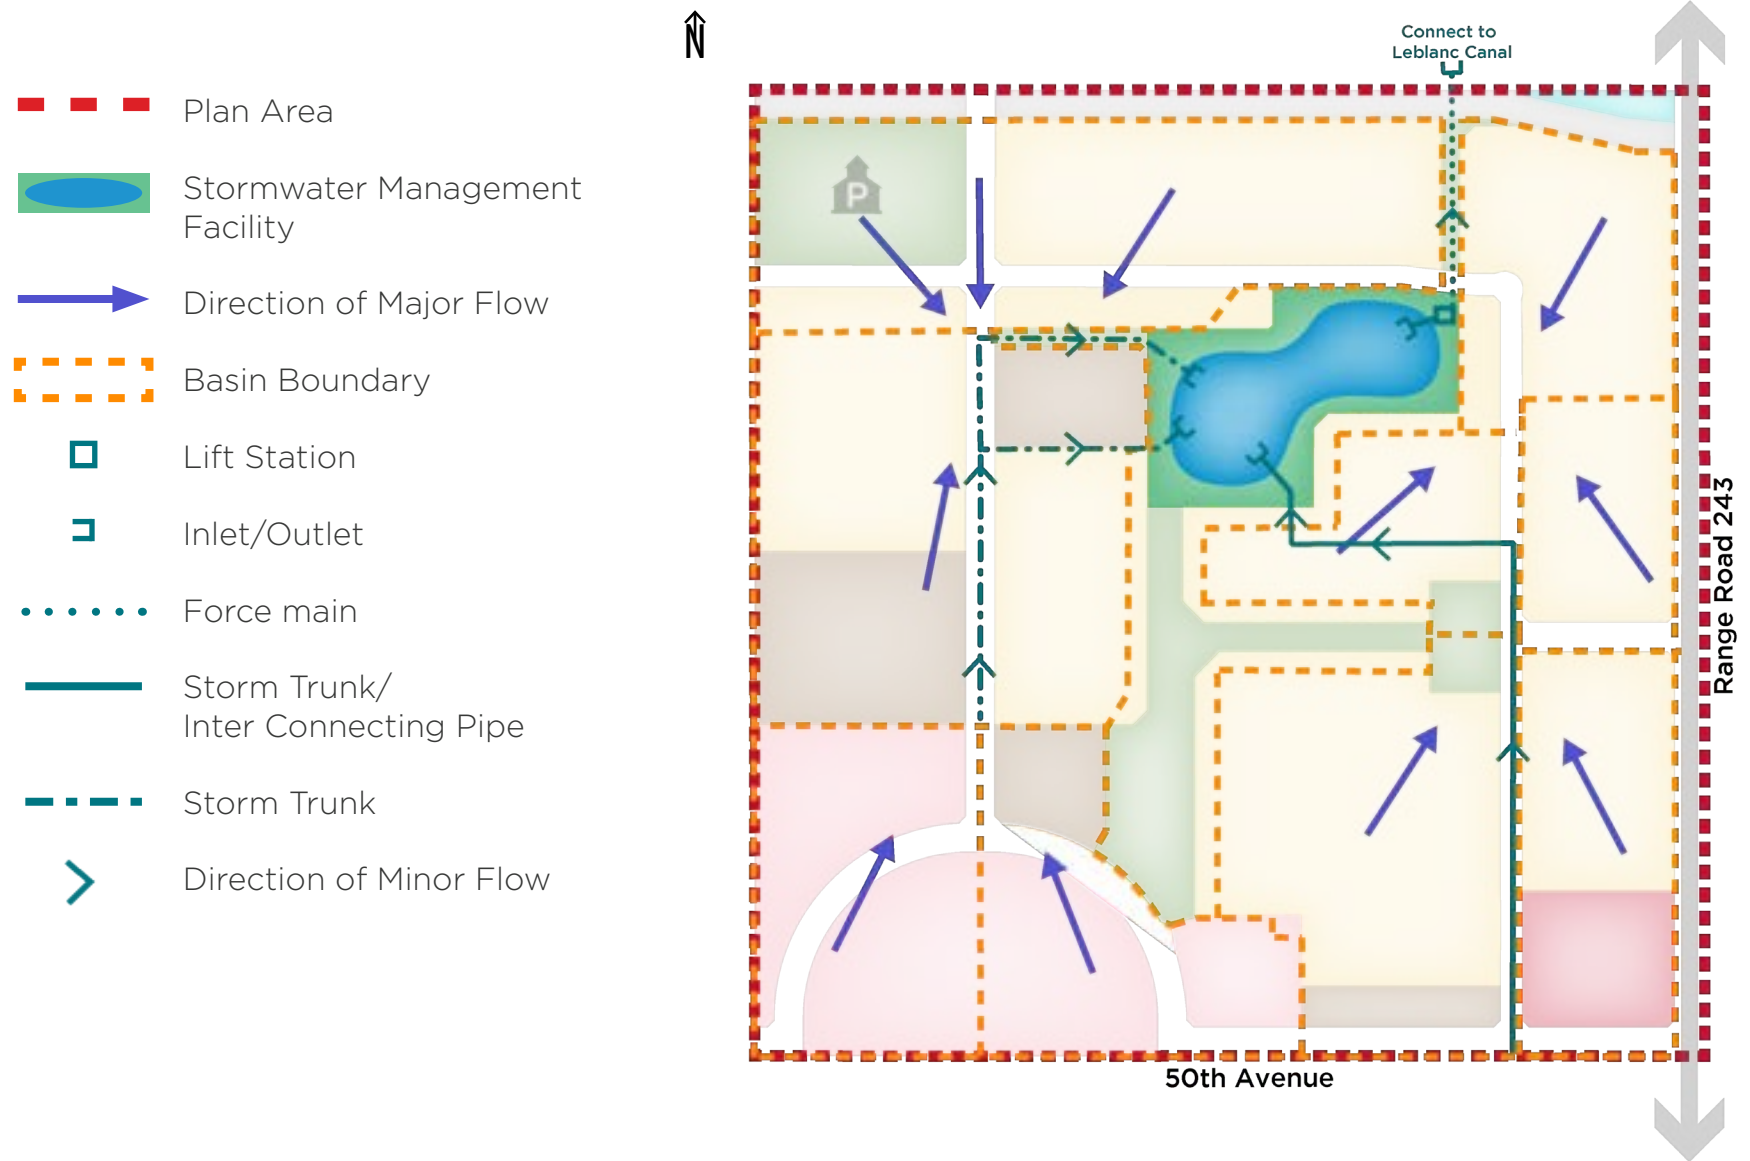 N
Connect to
Leblanc Canal
Plan Area
Stormwater Management
Facility
Direction of Major Flow
Basin Boundary
Lift Station
Inlet/Outlet
Force main
Storm Trunk/
Inter Connecting Pipe
Storm Trunk
Direction of Minor Flow
P
Range Road 243
50th Avenue